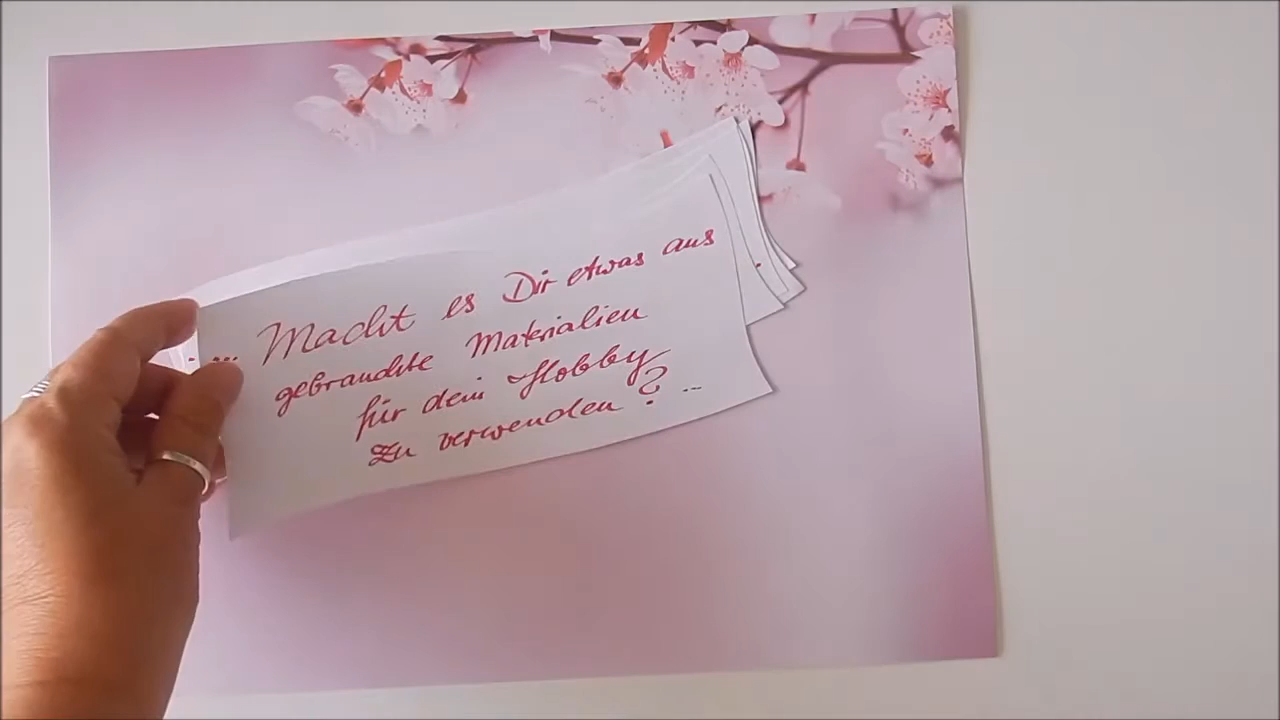 ... Macht es Dir etwas aus
gebrauchte Materialien
für dein Hobby
zu verwenden? ...